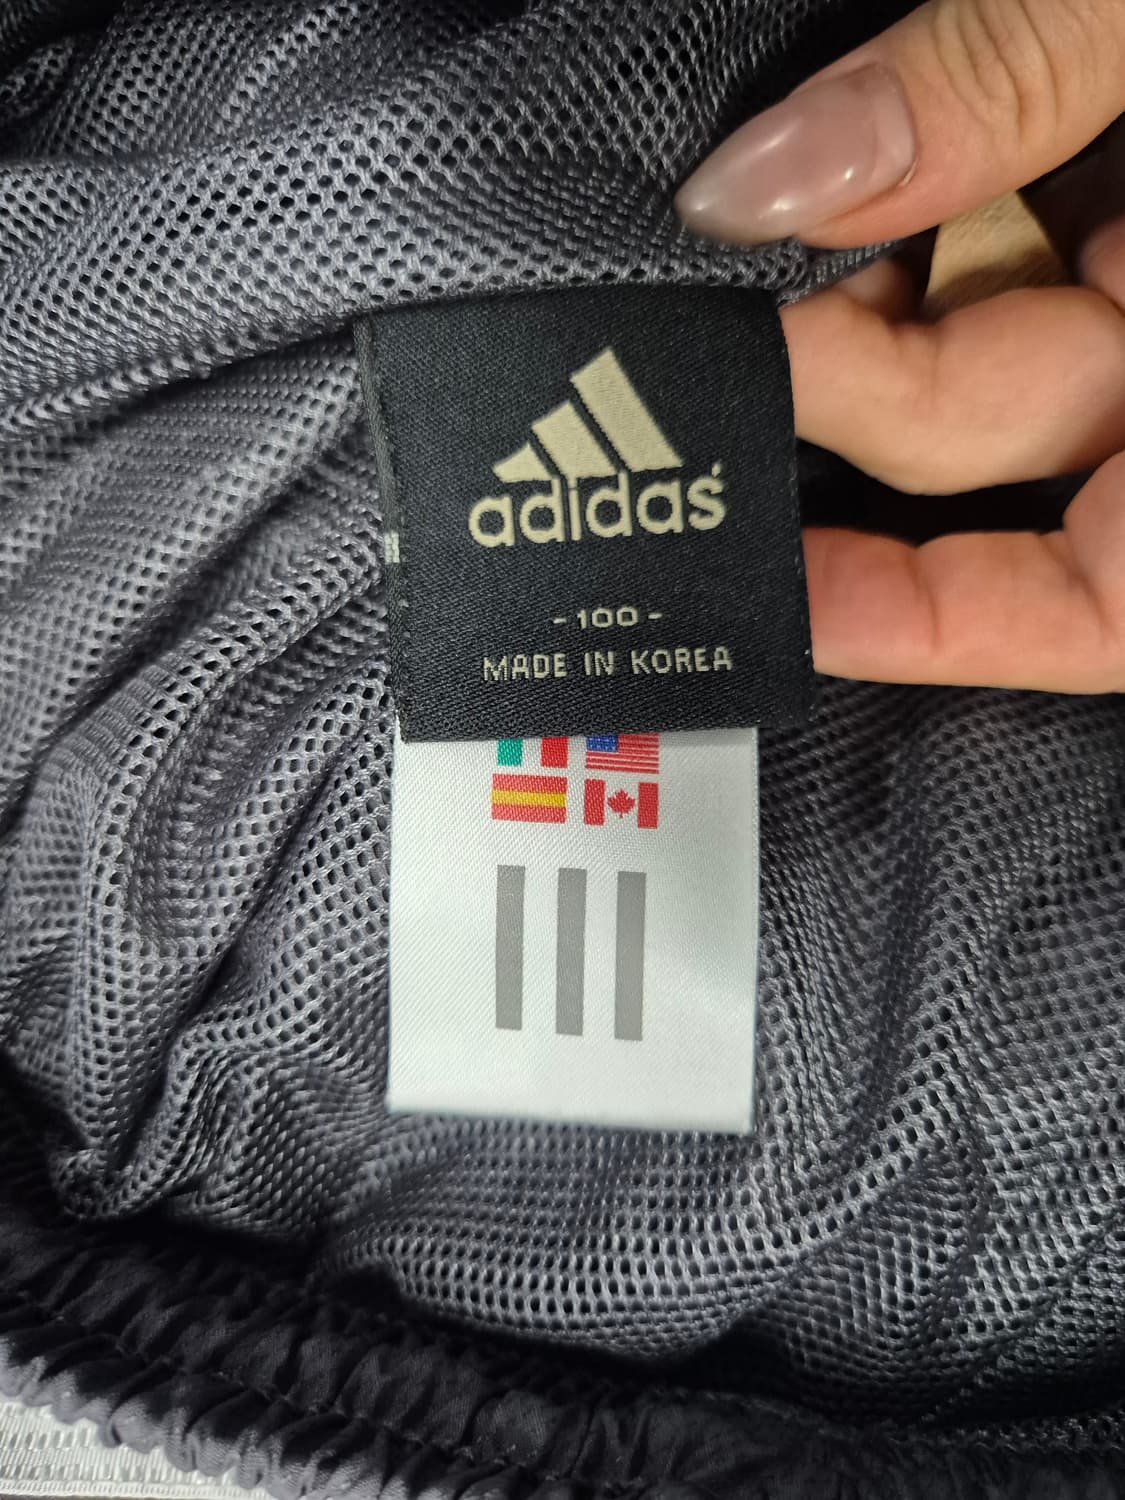 adidas
- 100 -
MADE IN KOREA